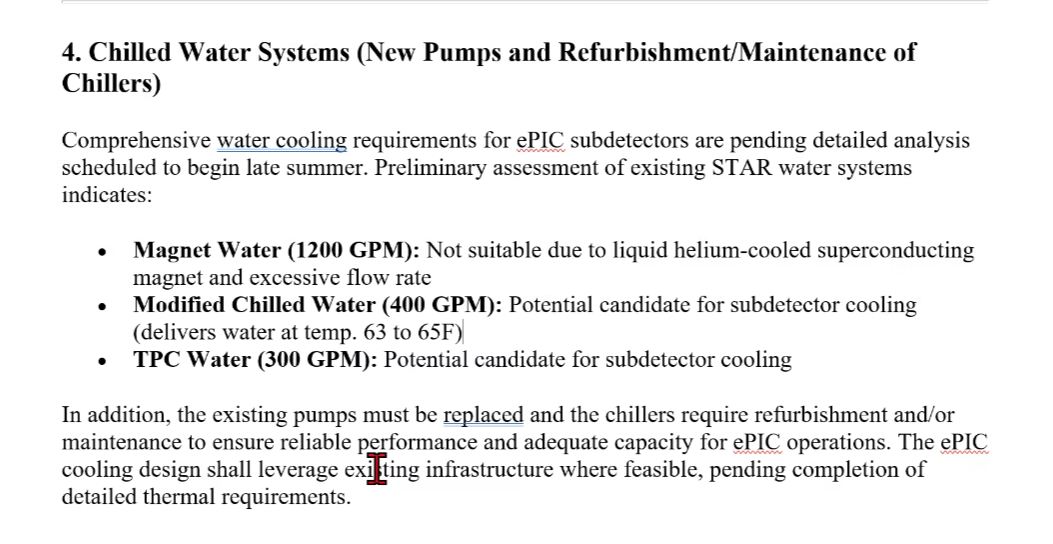 4. Chilled Water Systems (New Pumps and Refurbishment/Maintenance of
Chillers)
Comprehensive water cooling requirements for ePIC subdetectors are pending detailed analysis
scheduled to begin late summer. Preliminary assessment of existing STAR water systems
indicates:
• Magnet Water (1200 GPM): Not suitable due to liquid helium-cooled superconducting
magnet and excessive flow rate
• Modified Chilled Water (400 GPM): Potential candidate for subdetector cooling
(delivers water at temp. 63 to 65F)
• TPC Water (300 GPM): Potential candidate for subdetector cooling
In addition, the existing pumps must be replaced and the chillers require refurbishment and/or
maintenance to ensure reliable performance and adequate capacity for ePIC operations. The ePIC
cooling design shall leverage existing infrastructure where feasible, pending completion of
detailed thermal requirements.